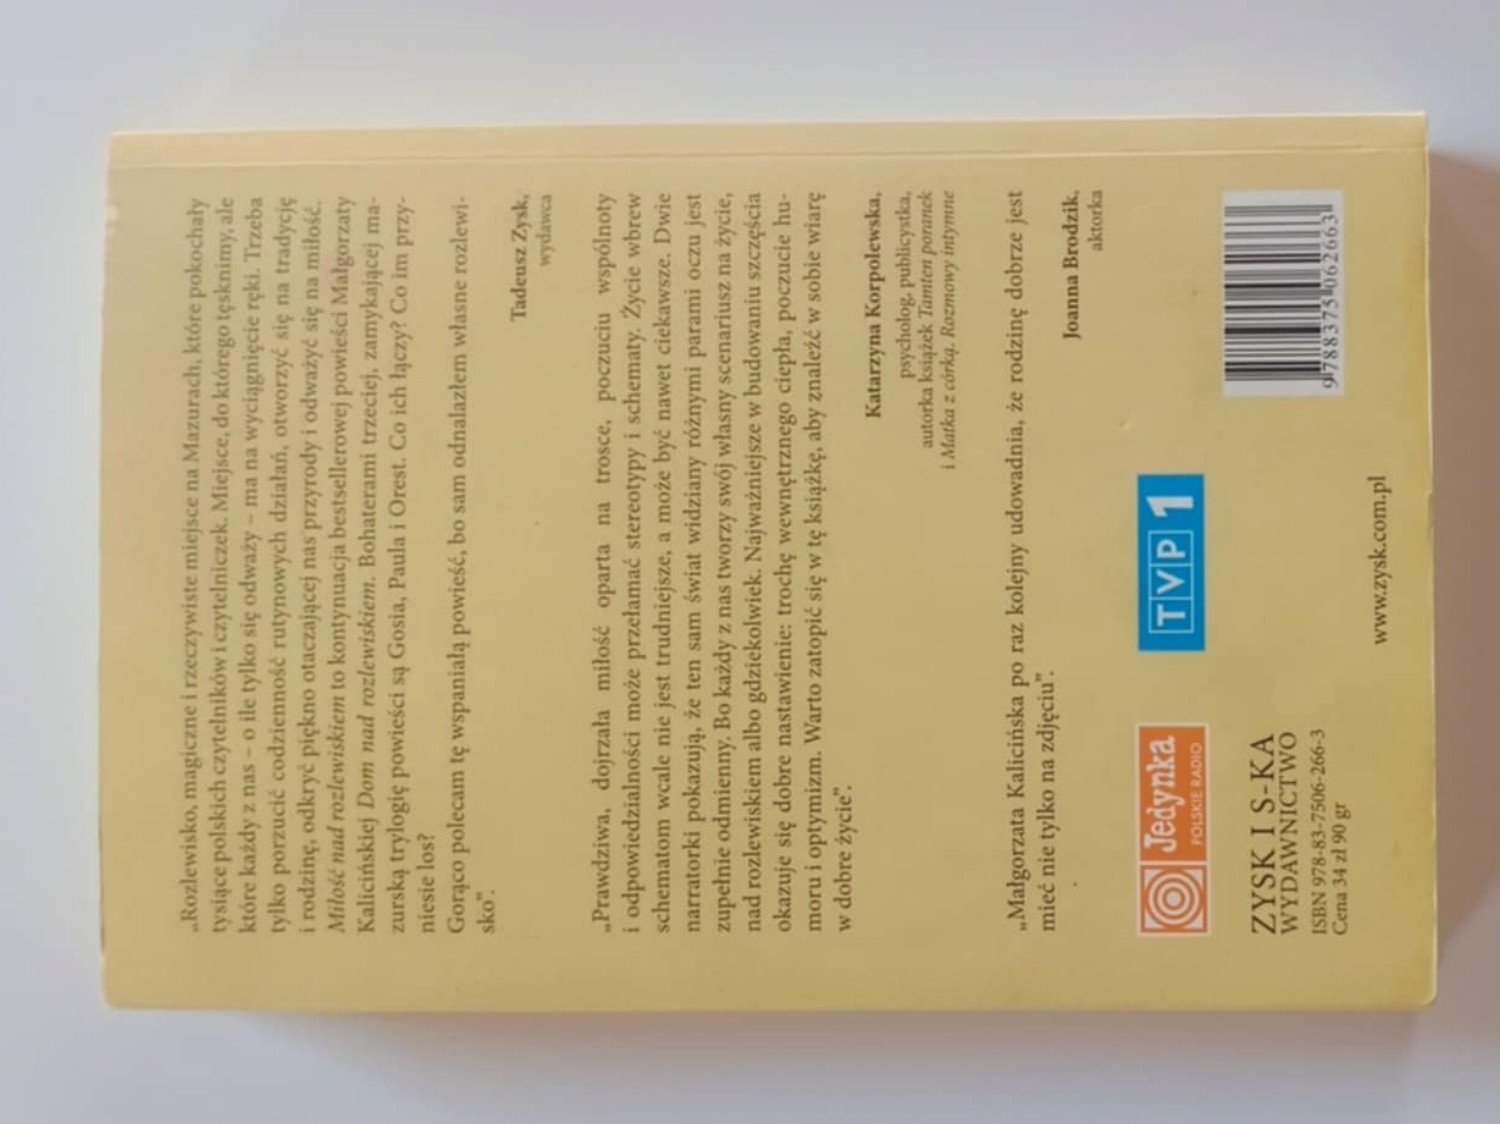 „Rozlewisko, magiczne i rzeczywiste miejsce na Mazurach, które pokochały
tysiące polskich czytelników i czytelniczek. Miejsce, do którego tęsknimy, ale
które każdy z nas – o ile tylko się odważy – ma na wyciągnięcie ręki. Trzeba
tylko porzucić codzienność rutynowych działań, otworzyć się na tradycję
i rodzinę, odkryć piękno otaczającej nas przyrody i odważyć się na miłość.
Miłość nad rozlewiskiem to kontynuacja bestsellerowej powieści Małgorzaty
Kalicińskiej Dom nad rozlewiskiem. Bohaterami trzeciej, zamykającej ma-
zurską trylogię powieści są Gosia, Paula i Orest. Co ich łączy? Co im przy-
niesie los?
Gorąco polecam tę wspaniałą powieść, bo sam odnalazłem własne rozlewi-
sko”.
Tadeusz Zysk,
wydawca
„Prawdziwa, dojrzała miłość oparta na trosce, poczuciu wspólnoty
i odpowiedzialności może przełamać stereotypy i schematy. Życie wbrew
schematom wcale nie jest trudniejsze, a może być nawet ciekawsze. Dwie
narratorki pokazują, że ten sam świat widziany różnymi parami oczu jest
zupełnie odmienny. Bo każdy z nas tworzy swój własny scenariusz na życie,
nad rozlewiskiem albo gdziekolwiek. Najważniejsze w budowaniu szczęścia
okazuje się dobre nastawienie: trochę wewnętrznego ciepła, poczucie hu-
moru i optymizm. Warto zatopić się w tę książkę, aby znaleźć w sobie wiarę
w dobre życie”.
Katarzyna Korpolewska,
psycholog, publicystka,
autorka książek Tamten poranek
i Matka z córką. Rozmowy intymne
„Małgorzata Kalicińska po raz kolejny udowadnia, że rodzinę dobrze jest
mieć nie tylko na zdjęciu”.
Joanna Brodzik,
aktorka
Jedynka
POLSKIE RADIO
TVP 1
ZYSK I S-KA
WYDAWNICTWO
ISBN 978-83-7506-266-3
Cena 34 zł 90 gr
www.zysk.com.pl
9788375062663